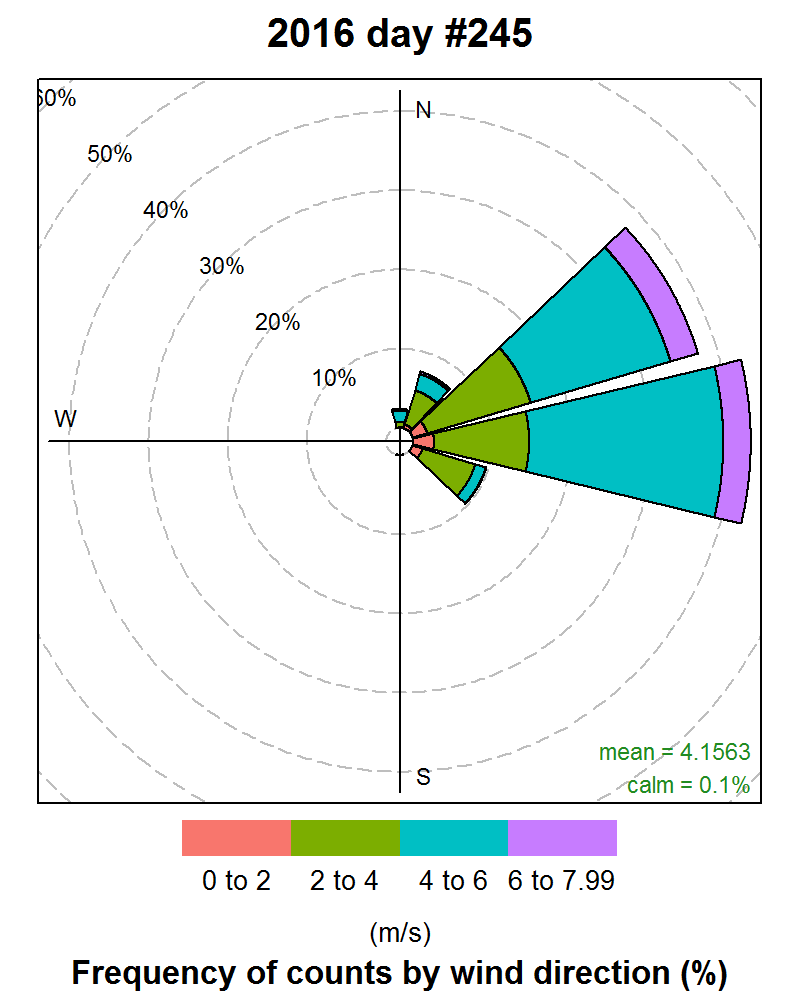 2016 day #245
60%
N
50%
40%
30%
20%
10%
W
S
mean = 4.1563
calm = 0.1%
0 to 2 2 to 4 4 to 6 6 to 7.99
(m/s)
Frequency of counts by wind direction (%)